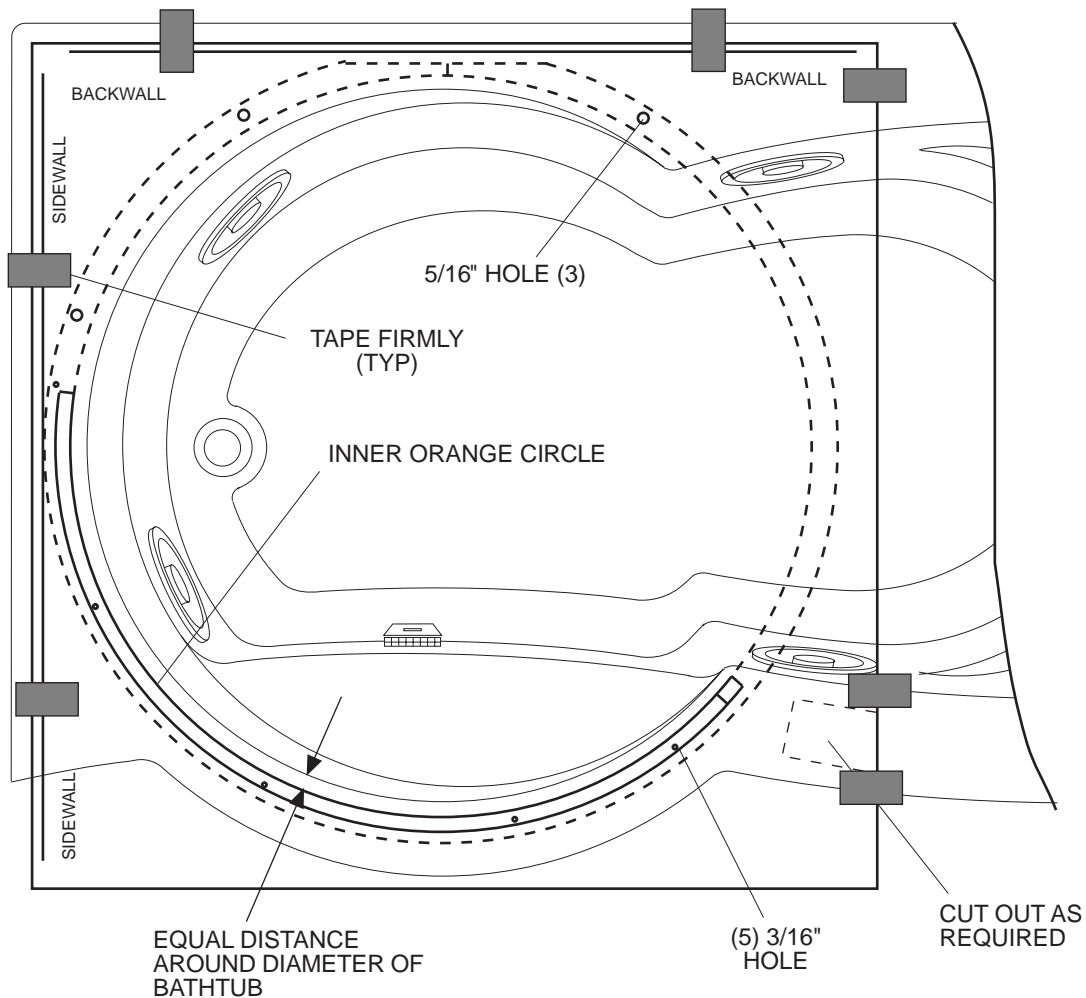 BACKWALL
BACKWALL
SIDEWALL
5/16" HOLE (3)
TAPE FIRMLY
(TYP)
INNER ORANGE CIRCLE
SIDEWALL
EQUAL DISTANCE
AROUND DIAMETER OF
BATHTUB
(5) 3/16"
HOLE
CUT OUT AS
REQUIRED